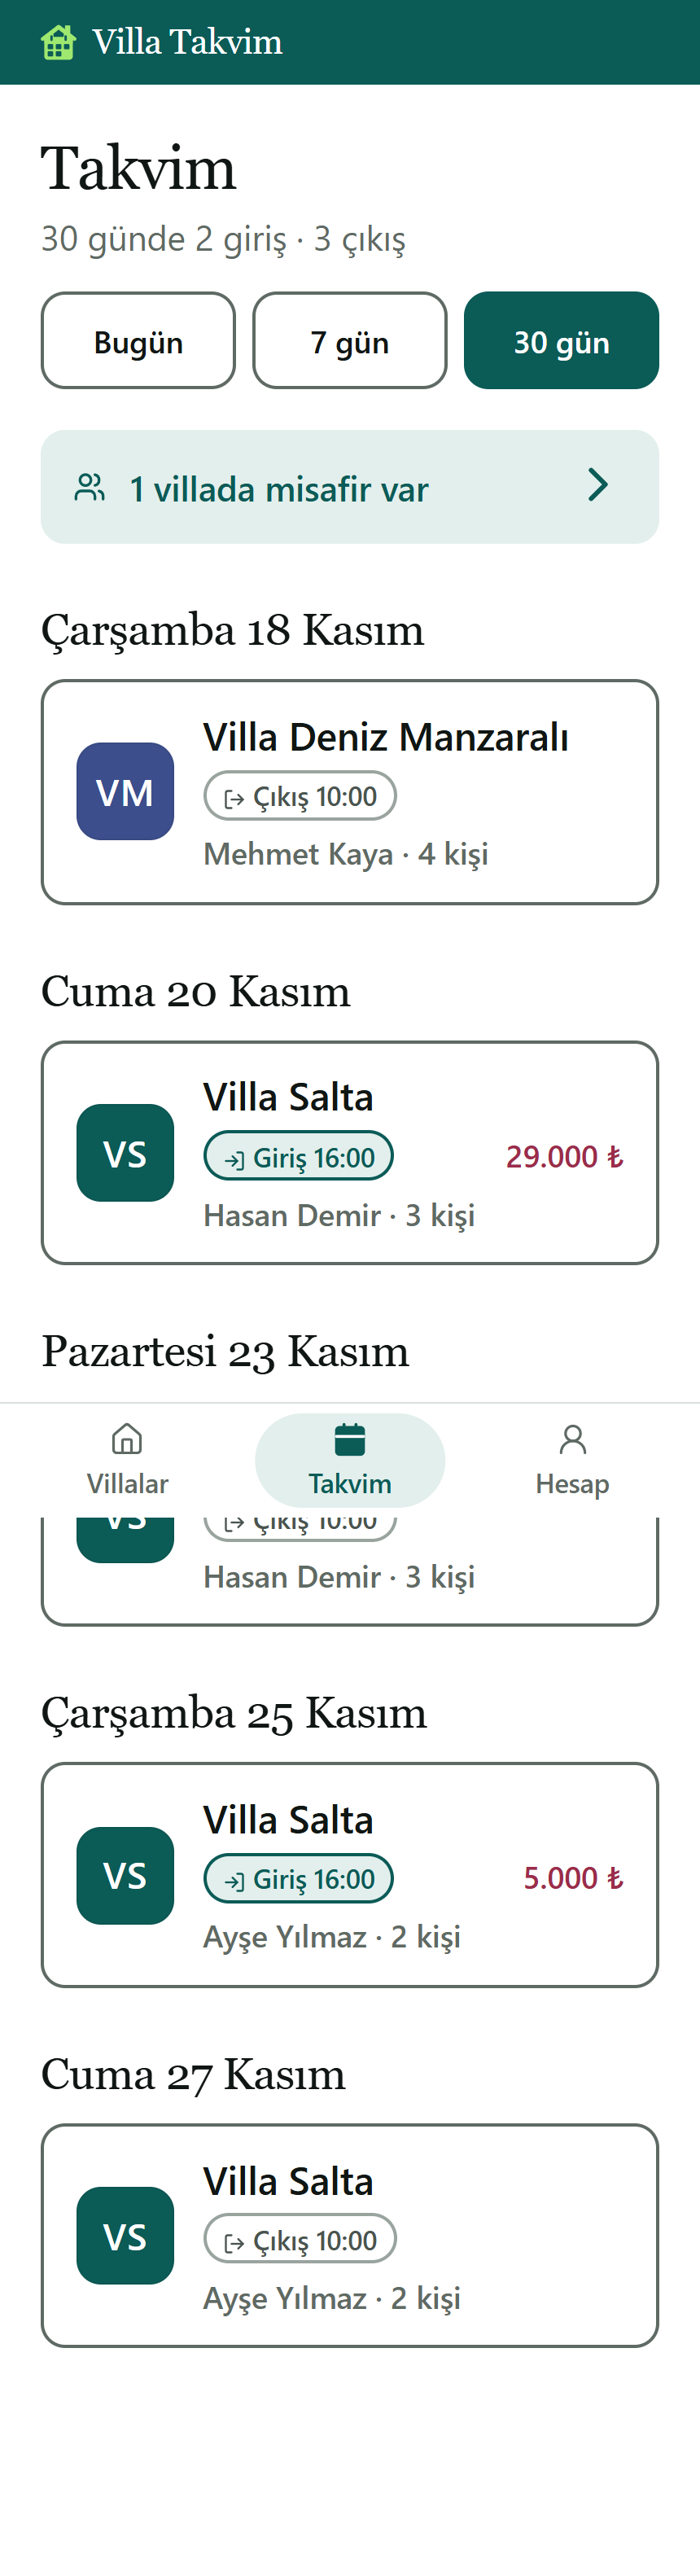 Villa Takvim
Takvim
30 günde 2 giriş · 3 çıkış
Bugün
7 gün
30 gün
1 villada misafir var
Çarşamba 18 Kasım
VM
Villa Deniz Manzaralı
Çıkış 10:00
Mehmet Kaya · 4 kişi
Cuma 20 Kasım
VS
Villa Salta
Giriş 16:00
29.000 ₺
Hasan Demir · 3 kişi
Pazartesi 23 Kasım
Villalar
Takvim
Hesap
VS
Çıkış 10:00
Hasan Demir · 3 kişi
Çarşamba 25 Kasım
VS
Villa Salta
Giriş 16:00
5.000 ₺
Ayşe Yılmaz · 2 kişi
Cuma 27 Kasım
VS
Villa Salta
Çıkış 10:00
Ayşe Yılmaz · 2 kişi